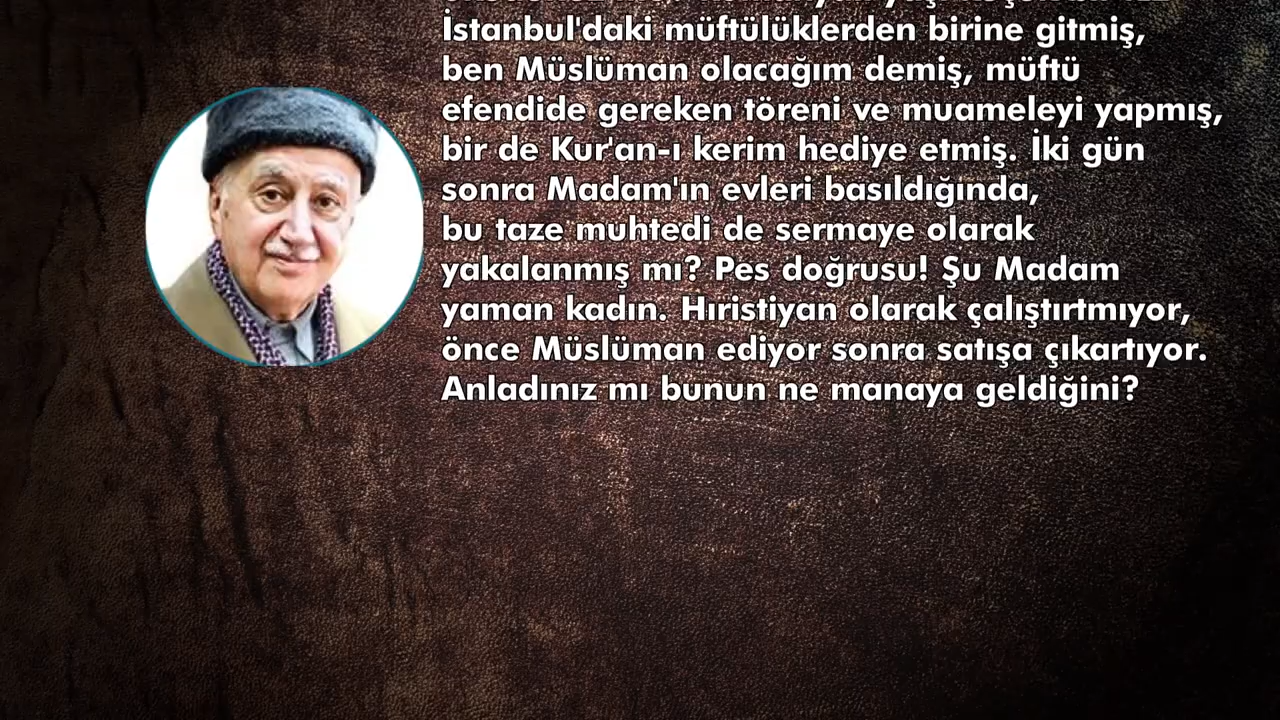 İstanbul'daki müftülüklerden birine gitmiş,
ben Müslüman olacağım demiş, müftü
efendide gereken töreni ve muameleyi yapmış,
bir de Kur'an-ı kerim hediye etmiş. İki gün
sonra Madam'ın evleri basıldığında,
bu taze muhtedi de sermaye olarak
yakalanmış mı? Pes doğrusu! Şu Madam
yaman kadın. Hıristiyan olarak çalıştırtmıyor,
önce Müslüman ediyor sonra satışa çıkartıyor.
Anladınız mı bunun ne manaya geldiğini?